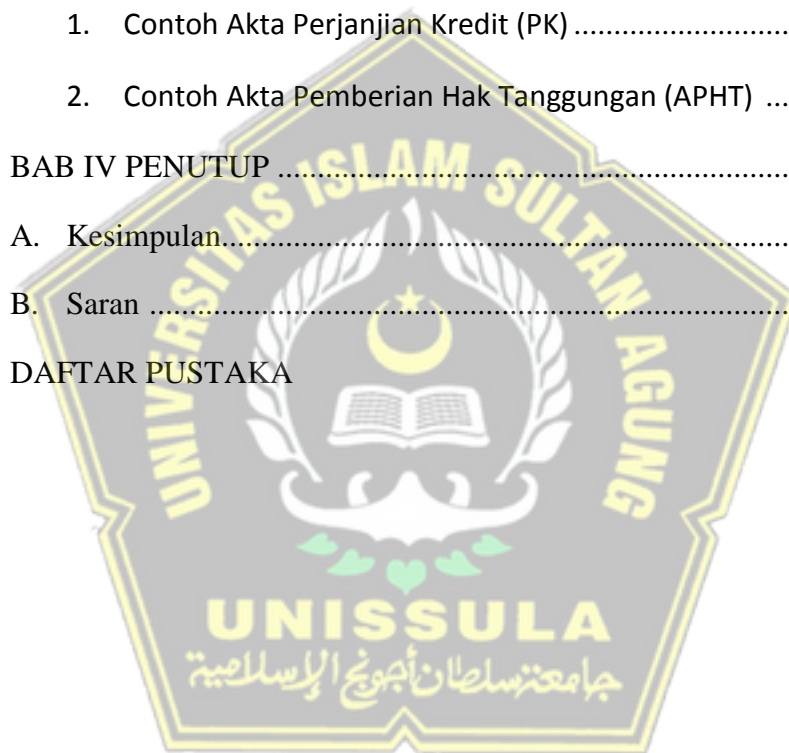 1. Contoh Akta Perjanjian Kredit (PK) ..........................
2. Contoh Akta Pemberian Hak Tanggungan (APHT) ...
BAB IV PENUTUP ................................................................
A. Kesimpulan.......................................................................
B. Saran ................................................................................
DAFTAR PUSTAKA
UNIVERSITAS ISLAM SULTAN AGUNG
UNISSULA
جامعة سلطان أجونج الإسلامية